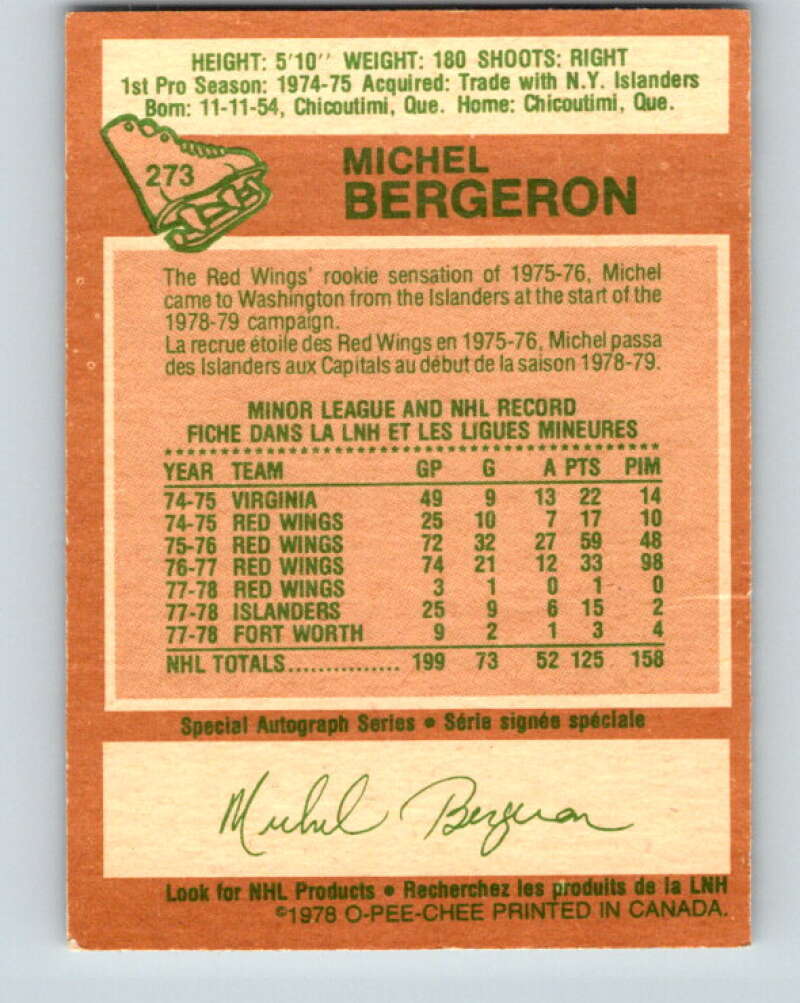 HEIGHT: 5'10'' WEIGHT: 180 SHOOTS: RIGHT
1st Pro Season: 1974-75 Acquired: Trade with N.Y. Islanders
Born: 11-11-54, Chicoutimi, Que. Home: Chicoutimi, Que.
273
MICHEL
BERGERON
The Red Wings' rookie sensation of 1975-76, Michel
came to Washington from the Islanders at the start of the
1978-79 campaign.
La recrue étoile des Red Wings en 1975-76, Michel passa
des Islanders aux Capitals au début de la saison 1978-79.
MINOR LEAGUE AND NHL RECORD
FICHE DANS LA LNH ET LES LIGUES MINEURES
YEAR TEAM GP G A PTS PIM
74-75 VIRGINIA 49 9 13 22 14
74-75 RED WINGS 25 10 7 17 10
75-76 RED WINGS 72 32 27 59 48
76-77 RED WINGS 74 21 12 33 98
77-78 RED WINGS 3 1 0 1 0
77-78 ISLANDERS 25 9 6 15 2
77-78 FORT WORTH 9 2 1 3 4
NHL TOTALS............... 199 73 52 125 158
Special Autograph Series • Série signée spéciale
Michel Bergeron
Look for NHL Products • Recherchez les produits de la LNH
©1978 O-PEE-CHEE PRINTED IN CANADA.